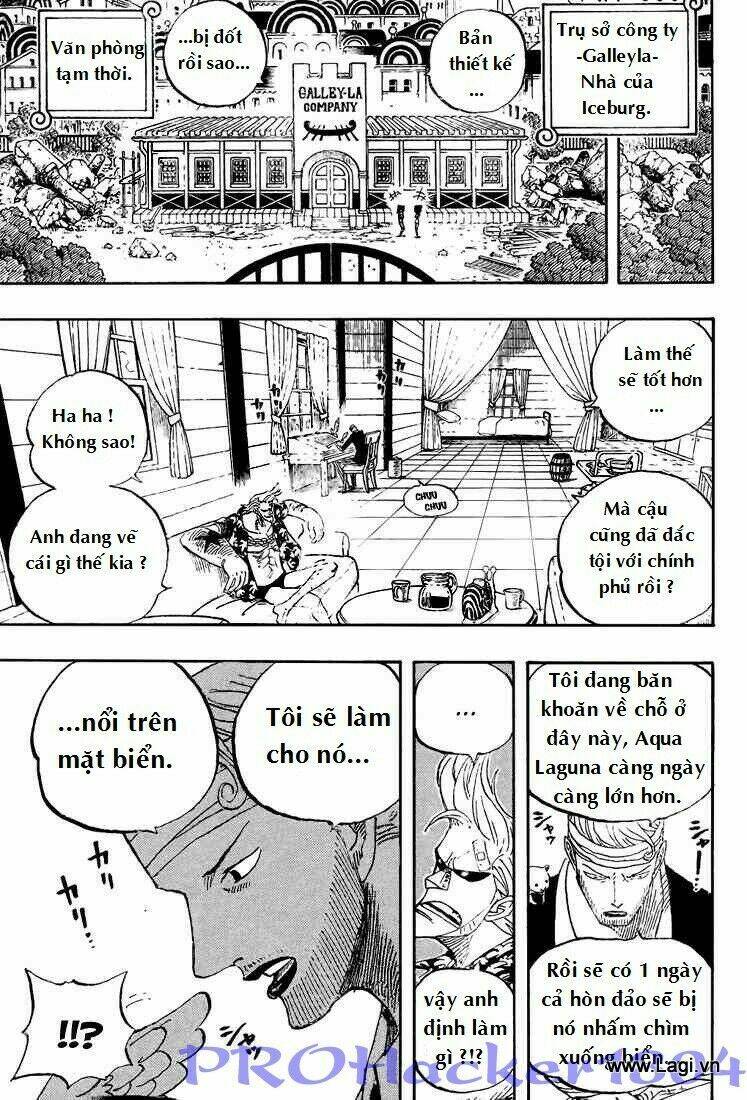 Trụ sở công ty
-Galleyla-
Nhà của
Iceburg.
Bản
thiết kế
...
...bị đốt
rồi sao...
Văn phòng
tạm thời.
GALLEY-LA
COMPANY
Làm thế
sẽ tốt hơn
...
Mà cậu
cũng đã đắc
tội với chính
phủ rồi ?
CHUU
CHUU
Ha ha !
Không sao!
Anh đang vẽ
cái gì thế kia ?
Tôi đang băn
khoăn về chỗ ở
đây này, Aqua
Laguna càng ngày
càng lớn hơn.
Rồi sẽ có 1 ngày
cả hòn đảo sẽ bị
nó nhấm chìm
xuống biển.
...
vậy anh
định làm
gì ?!?
Tôi sẽ làm
cho nó...
...nổi trên
mặt biển.
!!?
PROHacker1604
www.Lagi.vn